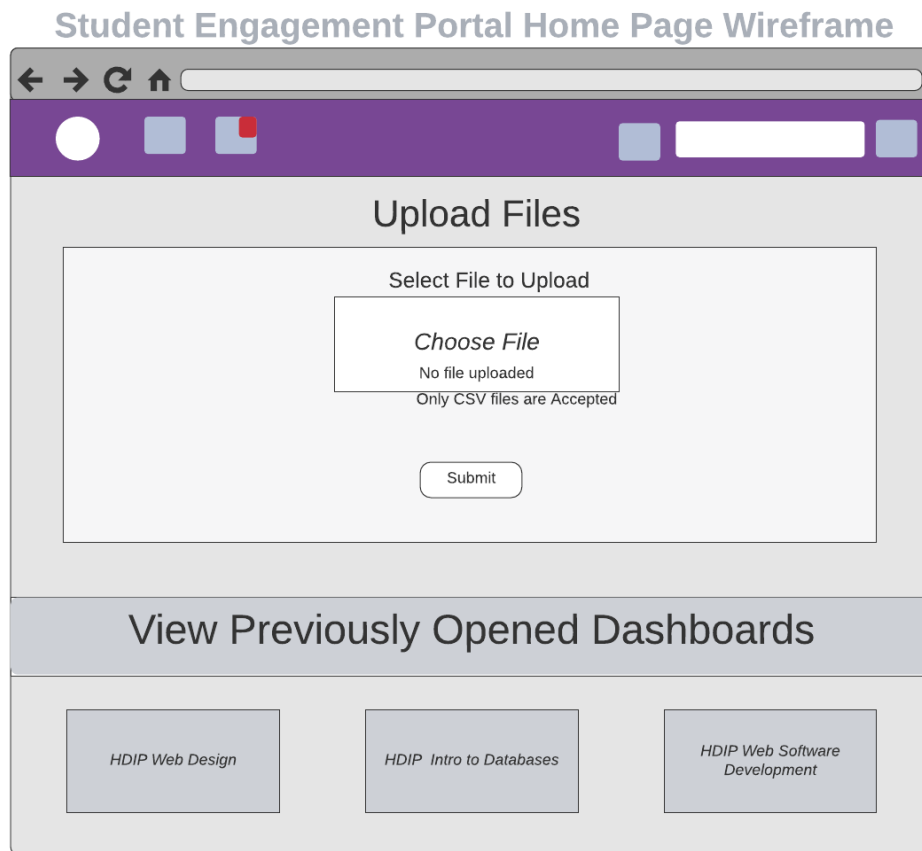 Student Engagement Portal Home Page Wireframe
Upload Files
Select File to Upload
Choose File
No file uploaded
Only CSV files are Accepted
Submit
View Previously Opened Dashboards
HDIP Web Design
HDIP  Intro to Databases
HDIP Web Software
Development